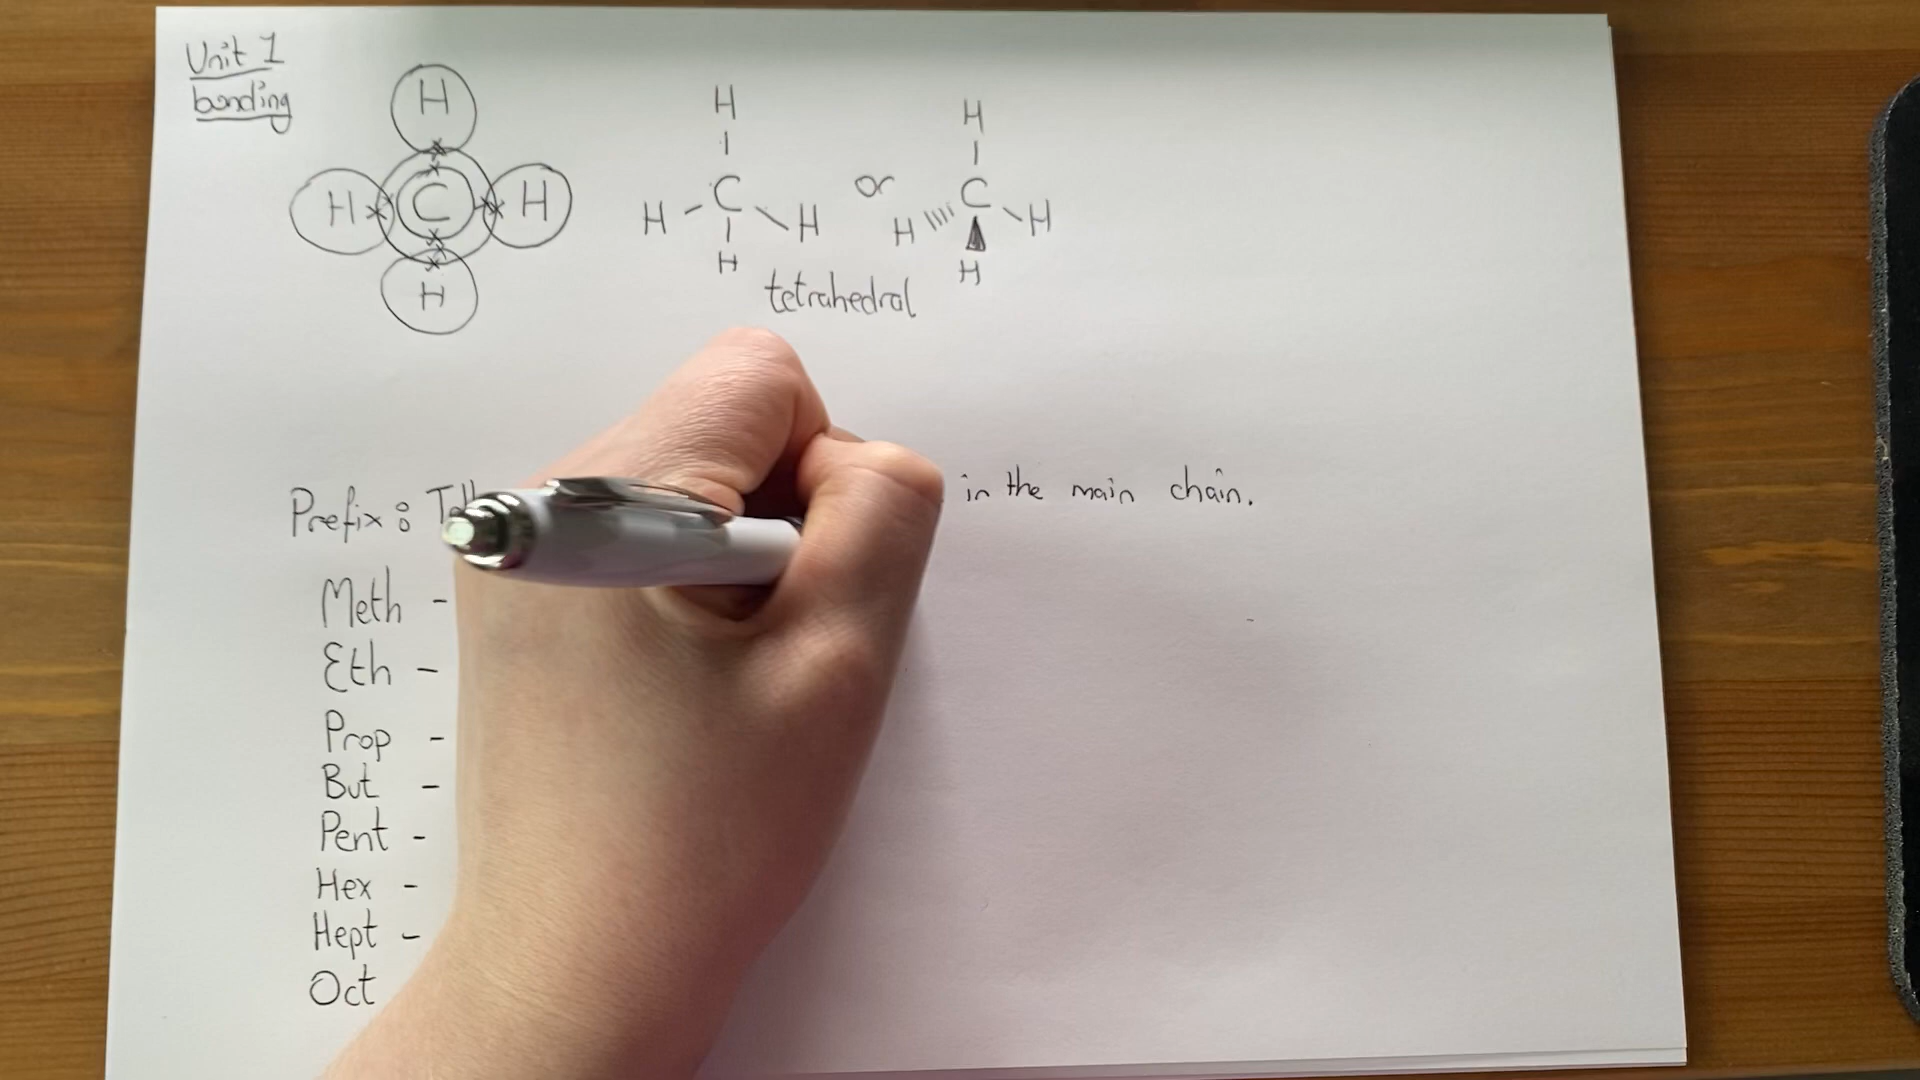 Unit 1
bonding
H
H C H
H
H
H C H
H
or
H
H C H
H
tetrahedral
Prefix : in the main chain.
Meth -
Eth -
Prop -
But -
Pent -
Hex -
Hept -
Oct